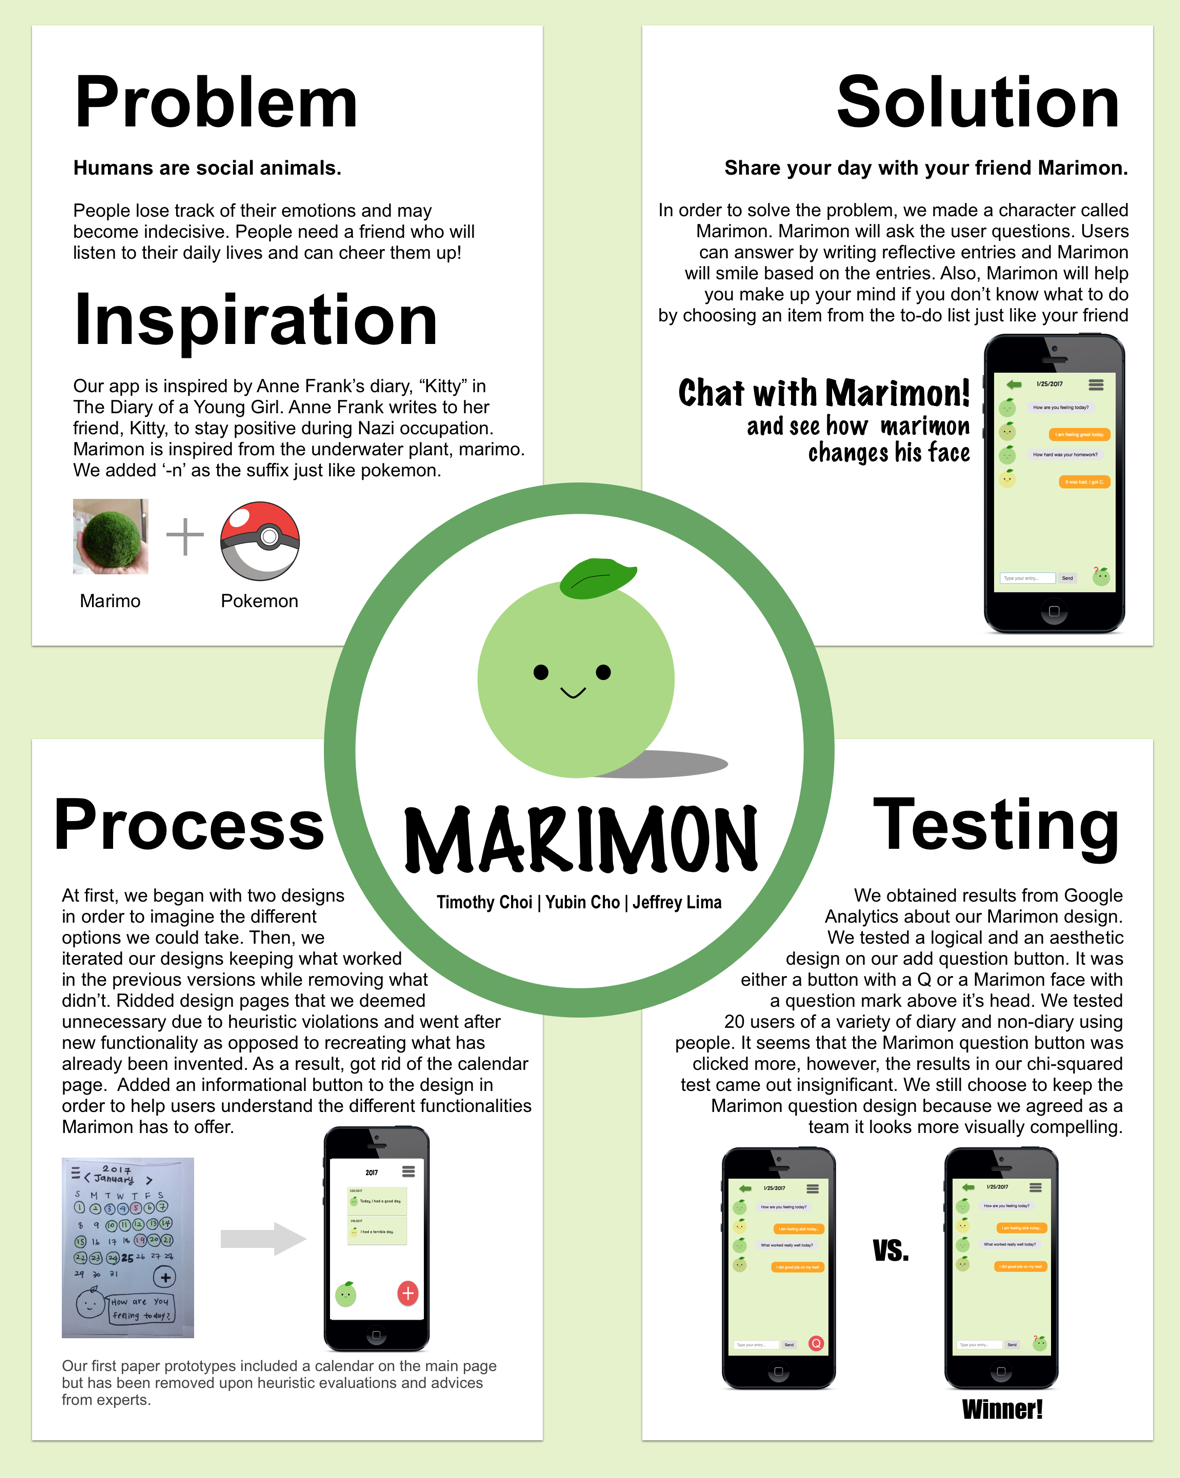 Problem
Humans are social animals.
People lose track of their emotions and may
become indecisive. People need a friend who will
listen to their daily lives and can cheer them up!
Inspiration
Our app is inspired by Anne Frank's diary, “Kitty” in
The Diary of a Young Girl. Anne Frank writes to her
friend, Kitty, to stay positive during Nazi occupation.
Marimon is inspired from the underwater plant, marimo.
We added ‘-n’ as the suffix just like pokemon.
Marimo
Pokemon
Solution
Share your day with your friend Marimon.
In order to solve the problem, we made a character called
Marimon. Marimon will ask the user questions. Users
can answer by writing reflective entries and Marimon
will smile based on the entries. Also, Marimon will help
you make up your mind if you don’t know what to do
by choosing an item from the to-do list just like your friend
Chat with Marimon!
and see how marimon
changes his face
1/25/2017
How are you feeling today?
I am feeling great today.
How hard was your homework?
It was bad, I got C.
Type your entry...
Send
?
MARIMON
Timothy Choi | Yubin Cho | Jeffrey Lima
Process
At first, we began with two designs
in order to imagine the different
options we could take. Then, we
iterated our designs keeping what worked
in the previous versions while removing what
didn’t. Ridded design pages that we deemed
unnecessary due to heuristic violations and went after
new functionality as opposed to recreating what has
already been invented. As a result, got rid of the calendar
page. Added an informational button to the design in
order to help users understand the different functionalities
Marimon has to offer.
2017
< January >
S M T W T F S
1 2 3 4 5 6 7
8 9 10 11 12 13 14
15 16 17 18 19 20 21
22 23 24 25 26 27 28
29 30 31
+
How are you
feeling today?
2017
Today, I had a good day.
I had a terrible day.
+
Our first paper prototypes included a calendar on the main page
but has been removed upon heuristic evaluations and advices
from experts.
Testing
We obtained results from Google
Analytics about our Marimon design.
We tested a logical and an aesthetic
design on our add question button. It was
either a button with a Q or a Marimon face with
a question mark above it’s head. We tested
20 users of a variety of diary and non-diary using
people. It seems that the Marimon question button was
clicked more, however, the results in our chi-squared
test came out insignificant. We still choose to keep the
Marimon question design because we agreed as a
team it looks more visually compelling.
1/25/2017
How are you feeling today?
I am feeling sick today...
What worked really well today?
I did good job on my test!
Type your entry...
Send
Q
vs.
1/25/2017
How are you feeling today?
I am feeling sick today...
What worked really well today?
I did good job on my test!
Type your entry...
Send
?
Winner!